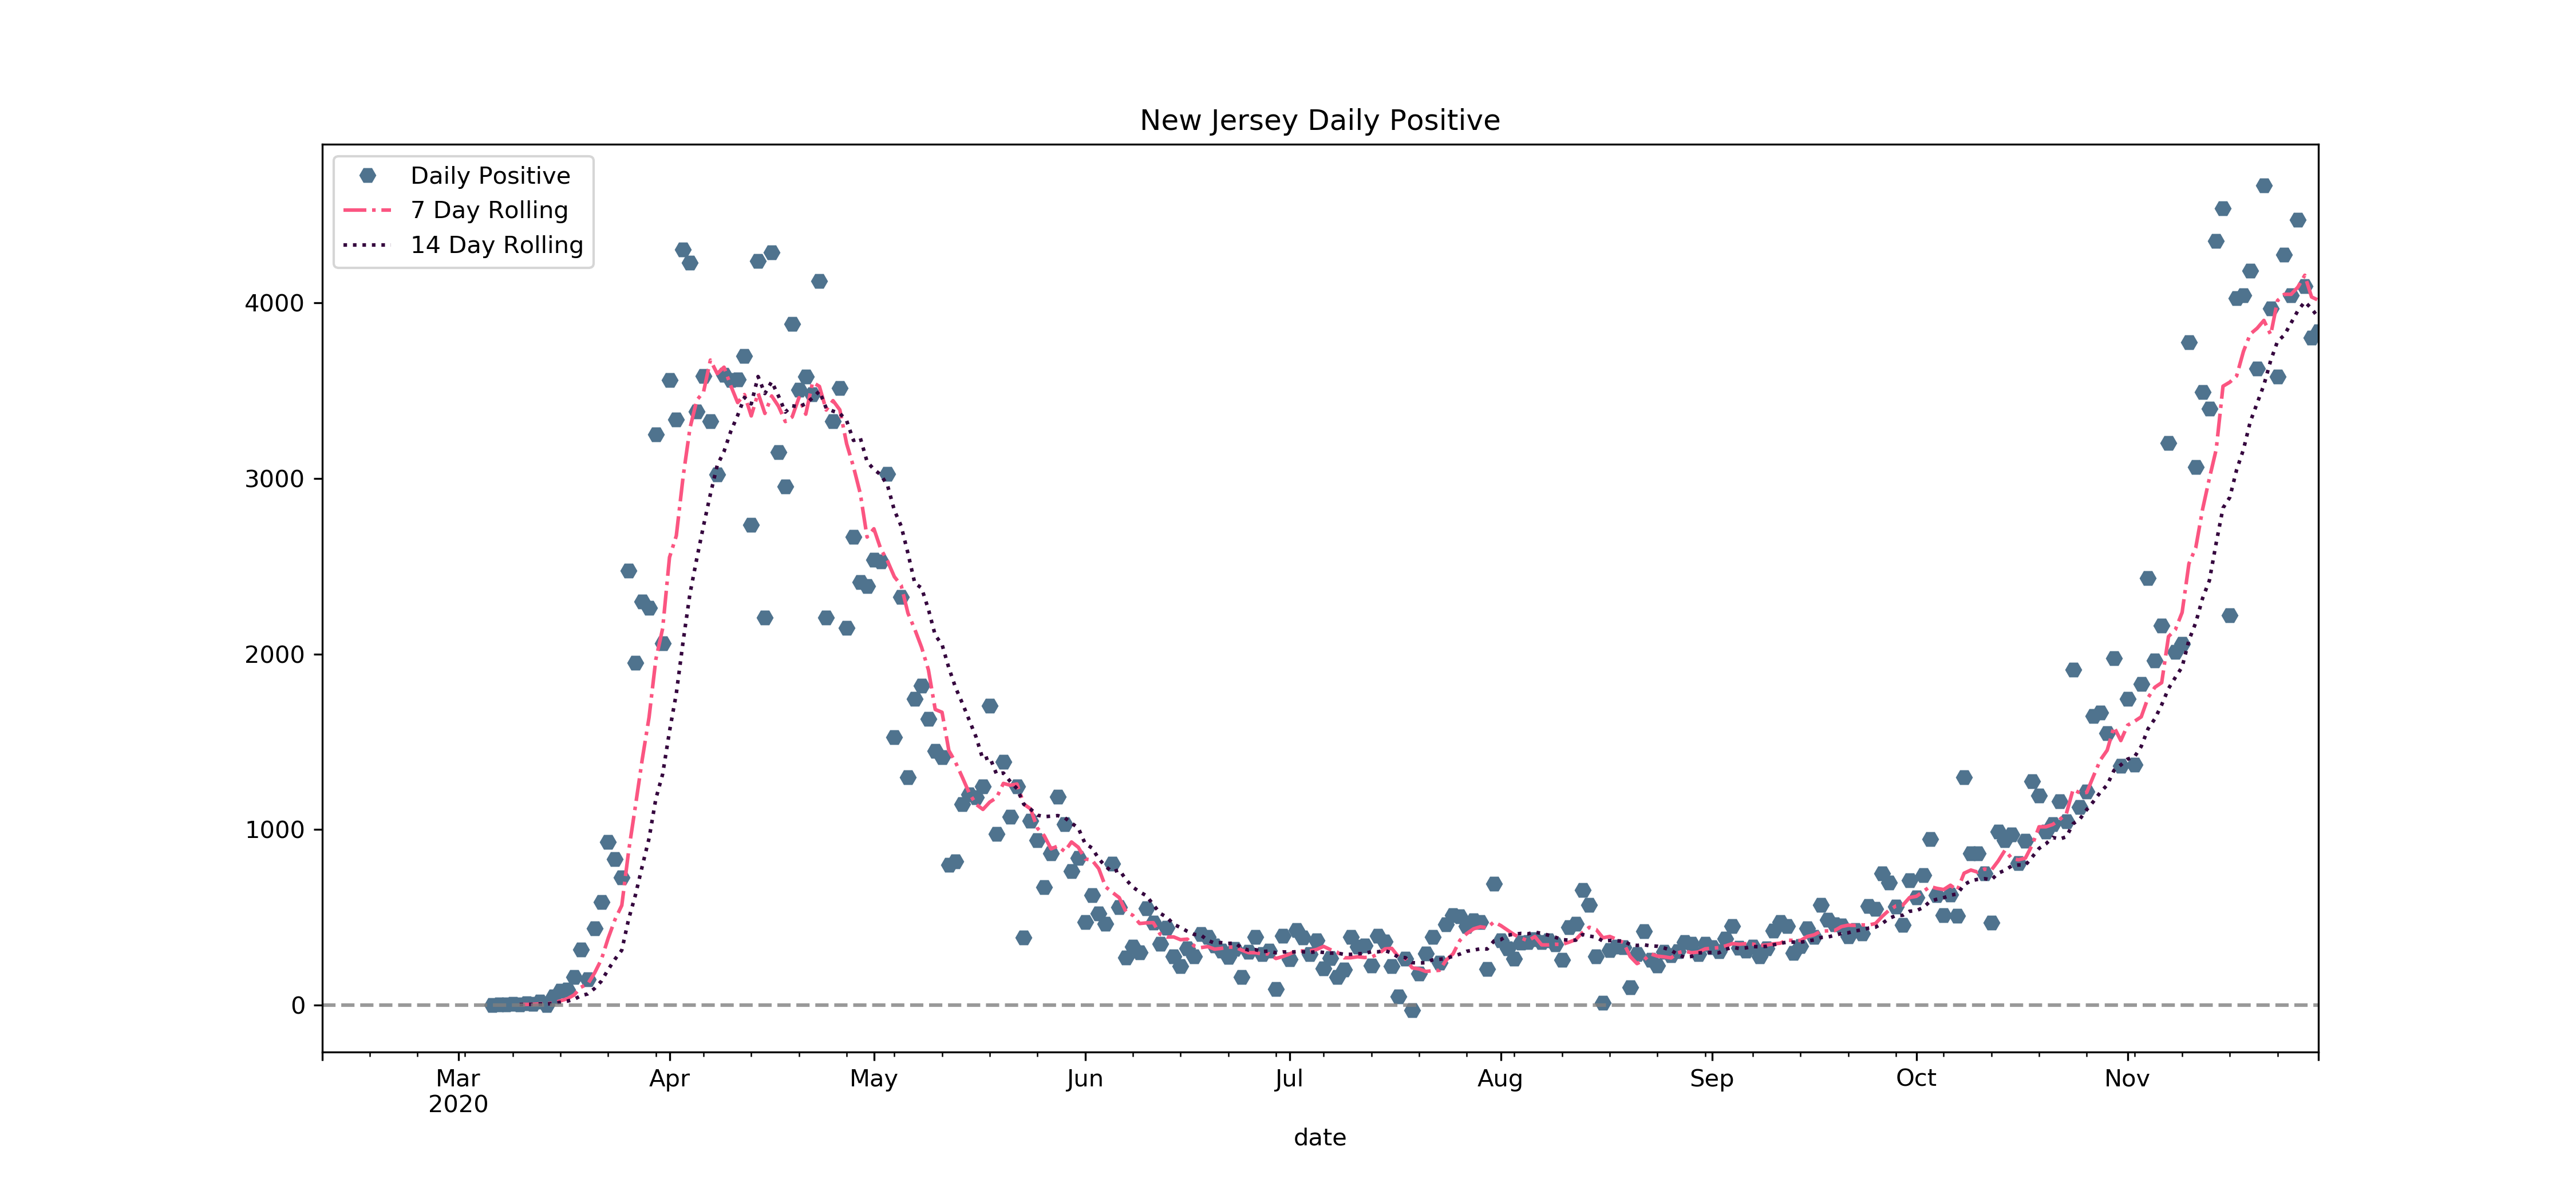 New Jersey Daily Positive
Daily Positive
7 Day Rolling
14 Day Rolling
4000
3000
2000
1000
0
Mar Apr May Jun Jul Aug Sep Oct Nov
2020
date